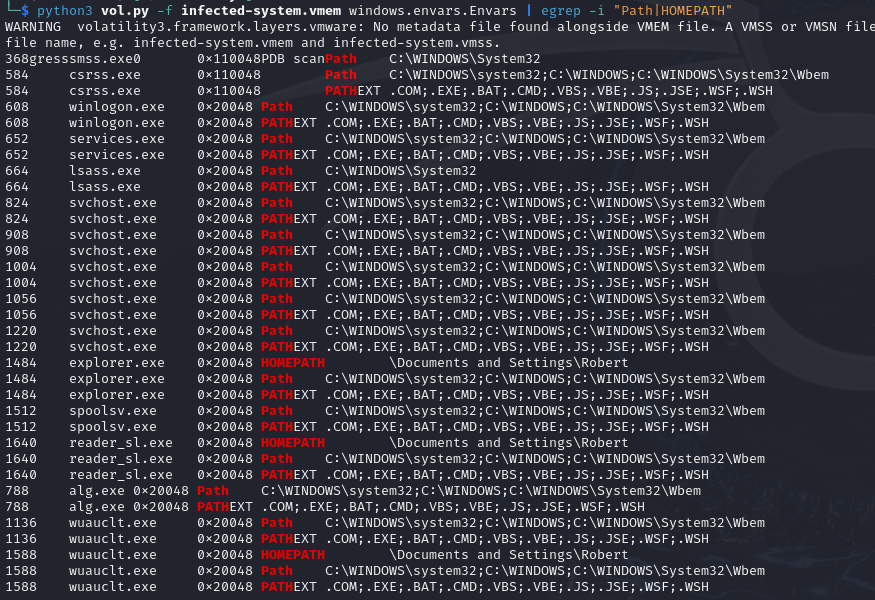 └─$ python3 vol.py -f infected-system.vmem windows.envars.Envars | egrep -i "Path|HOMEPATH"
WARNING  volatility3.framework.layers.vmware: No metadata file found alongside VMEM file. A VMSS or VMSN file
file name, e.g. infected-system.vmem and infected-system.vmss.
368gresssmss.exe0       0×110048PDB scanPath    C:\WINDOWS\System32
584     csrss.exe       0×110048        Path    C:\WINDOWS\system32;C:\WINDOWS;C:\WINDOWS\System32\Wbem
584     csrss.exe       0×110048        PATHEXT .COM;.EXE;.BAT;.CMD;.VBS;.VBE;.JS;.JSE;.WSF;.WSH
608     winlogon.exe    0×20048 Path    C:\WINDOWS\system32;C:\WINDOWS;C:\WINDOWS\System32\Wbem
608     winlogon.exe    0×20048 PATHEXT .COM;.EXE;.BAT;.CMD;.VBS;.VBE;.JS;.JSE;.WSF;.WSH
652     services.exe    0×20048 Path    C:\WINDOWS\system32;C:\WINDOWS;C:\WINDOWS\System32\Wbem
652     services.exe    0×20048 PATHEXT .COM;.EXE;.BAT;.CMD;.VBS;.VBE;.JS;.JSE;.WSF;.WSH
664     lsass.exe       0×20048 Path    C:\WINDOWS\System32
664     lsass.exe       0×20048 PATHEXT .COM;.EXE;.BAT;.CMD;.VBS;.VBE;.JS;.JSE;.WSF;.WSH
824     svchost.exe     0×20048 Path    C:\WINDOWS\system32;C:\WINDOWS;C:\WINDOWS\System32\Wbem
824     svchost.exe     0×20048 PATHEXT .COM;.EXE;.BAT;.CMD;.VBS;.VBE;.JS;.JSE;.WSF;.WSH
908     svchost.exe     0×20048 Path    C:\WINDOWS\system32;C:\WINDOWS;C:\WINDOWS\System32\Wbem
908     svchost.exe     0×20048 PATHEXT .COM;.EXE;.BAT;.CMD;.VBS;.VBE;.JS;.JSE;.WSF;.WSH
1004    svchost.exe     0×20048 Path    C:\WINDOWS\system32;C:\WINDOWS;C:\WINDOWS\System32\Wbem
1004    svchost.exe     0×20048 PATHEXT .COM;.EXE;.BAT;.CMD;.VBS;.VBE;.JS;.JSE;.WSF;.WSH
1056    svchost.exe     0×20048 Path    C:\WINDOWS\system32;C:\WINDOWS;C:\WINDOWS\System32\Wbem
1056    svchost.exe     0×20048 PATHEXT .COM;.EXE;.BAT;.CMD;.VBS;.VBE;.JS;.JSE;.WSF;.WSH
1220    svchost.exe     0×20048 Path    C:\WINDOWS\system32;C:\WINDOWS;C:\WINDOWS\System32\Wbem
1220    svchost.exe     0×20048 PATHEXT .COM;.EXE;.BAT;.CMD;.VBS;.VBE;.JS;.JSE;.WSF;.WSH
1484    explorer.exe    0×20048 HOMEPATH        \Documents and Settings\Robert
1484    explorer.exe    0×20048 Path    C:\WINDOWS\system32;C:\WINDOWS;C:\WINDOWS\System32\Wbem
1484    explorer.exe    0×20048 PATHEXT .COM;.EXE;.BAT;.CMD;.VBS;.VBE;.JS;.JSE;.WSF;.WSH
1512    spoolsv.exe     0×20048 Path    C:\WINDOWS\system32;C:\WINDOWS;C:\WINDOWS\System32\Wbem
1512    spoolsv.exe     0×20048 PATHEXT .COM;.EXE;.BAT;.CMD;.VBS;.VBE;.JS;.JSE;.WSF;.WSH
1640    reader_sl.exe   0×20048 HOMEPATH        \Documents and Settings\Robert
1640    reader_sl.exe   0×20048 Path    C:\WINDOWS\system32;C:\WINDOWS;C:\WINDOWS\System32\Wbem
1640    reader_sl.exe   0×20048 PATHEXT .COM;.EXE;.BAT;.CMD;.VBS;.VBE;.JS;.JSE;.WSF;.WSH
788     alg.exe 0×20048 Path    C:\WINDOWS\system32;C:\WINDOWS;C:\WINDOWS\System32\Wbem
788     alg.exe 0×20048 PATHEXT .COM;.EXE;.BAT;.CMD;.VBS;.VBE;.JS;.JSE;.WSF;.WSH
1136    wuauclt.exe     0×20048 Path    C:\WINDOWS\system32;C:\WINDOWS;C:\WINDOWS\System32\Wbem
1136    wuauclt.exe     0×20048 PATHEXT .COM;.EXE;.BAT;.CMD;.VBS;.VBE;.JS;.JSE;.WSF;.WSH
1588    wuauclt.exe     0×20048 HOMEPATH        \Documents and Settings\Robert
1588    wuauclt.exe     0×20048 Path    C:\WINDOWS\system32;C:\WINDOWS;C:\WINDOWS\System32\Wbem
1588    wuauclt.exe     0×20048 PATHEXT .COM;.EXE;.BAT;.CMD;.VBS;.VBE;.JS;.JSE;.WSF;.WSH